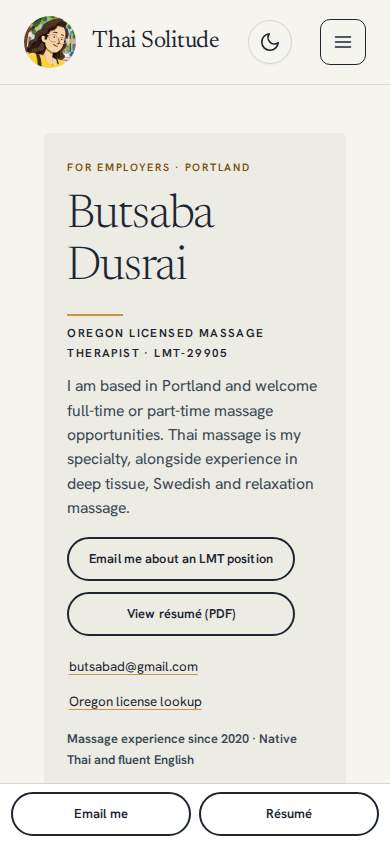 Thai Solitude
FOR EMPLOYERS · PORTLAND
Butsaba
Dusrai
OREGON LICENSED MASSAGE
THERAPIST · LMT-29905
I am based in Portland and welcome
full-time or part-time massage
opportunities. Thai massage is my
specialty, alongside experience in
deep tissue, Swedish and relaxation
massage.
Email me about an LMT position
View résumé (PDF)
butsabad@gmail.com
Oregon license lookup
Massage experience since 2020 · Native
Thai and fluent English
Email me
Résumé